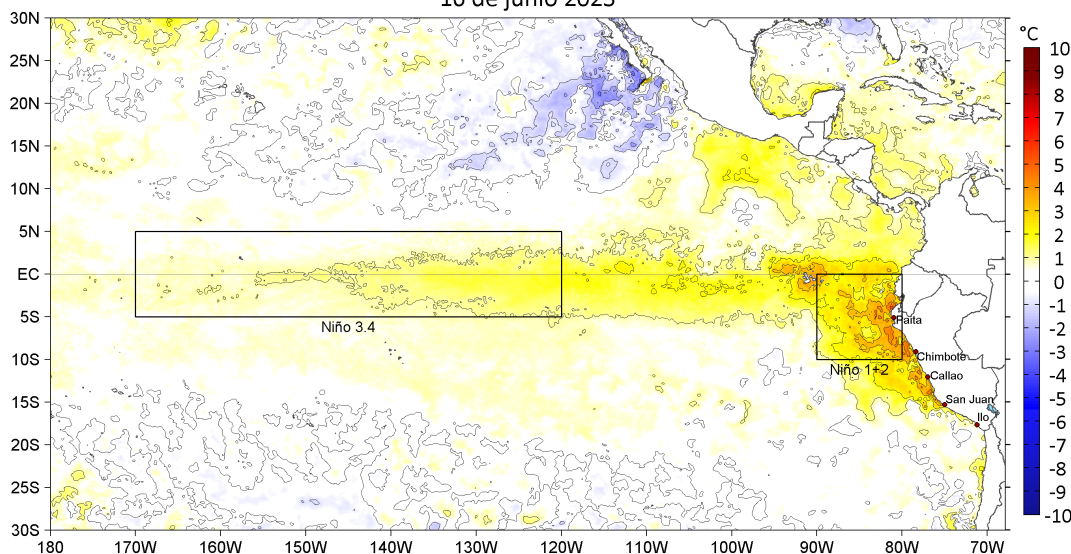 16 de junio 2023
°C
30N
25N
20N
15N
10N
5N
EC
5S
10S
15S
20S
25S
30S
180
170W
160W
150W
140W
130W
120W
110W
100W
90W
80W
70W
Niño 3.4
Niño 1+2
Paita
Chimbote
Callao
San Juan
Ilo
10
9
8
7
6
5
4
3
2
1
0
-1
-2
-3
-4
-5
-6
-7
-8
-9
-10